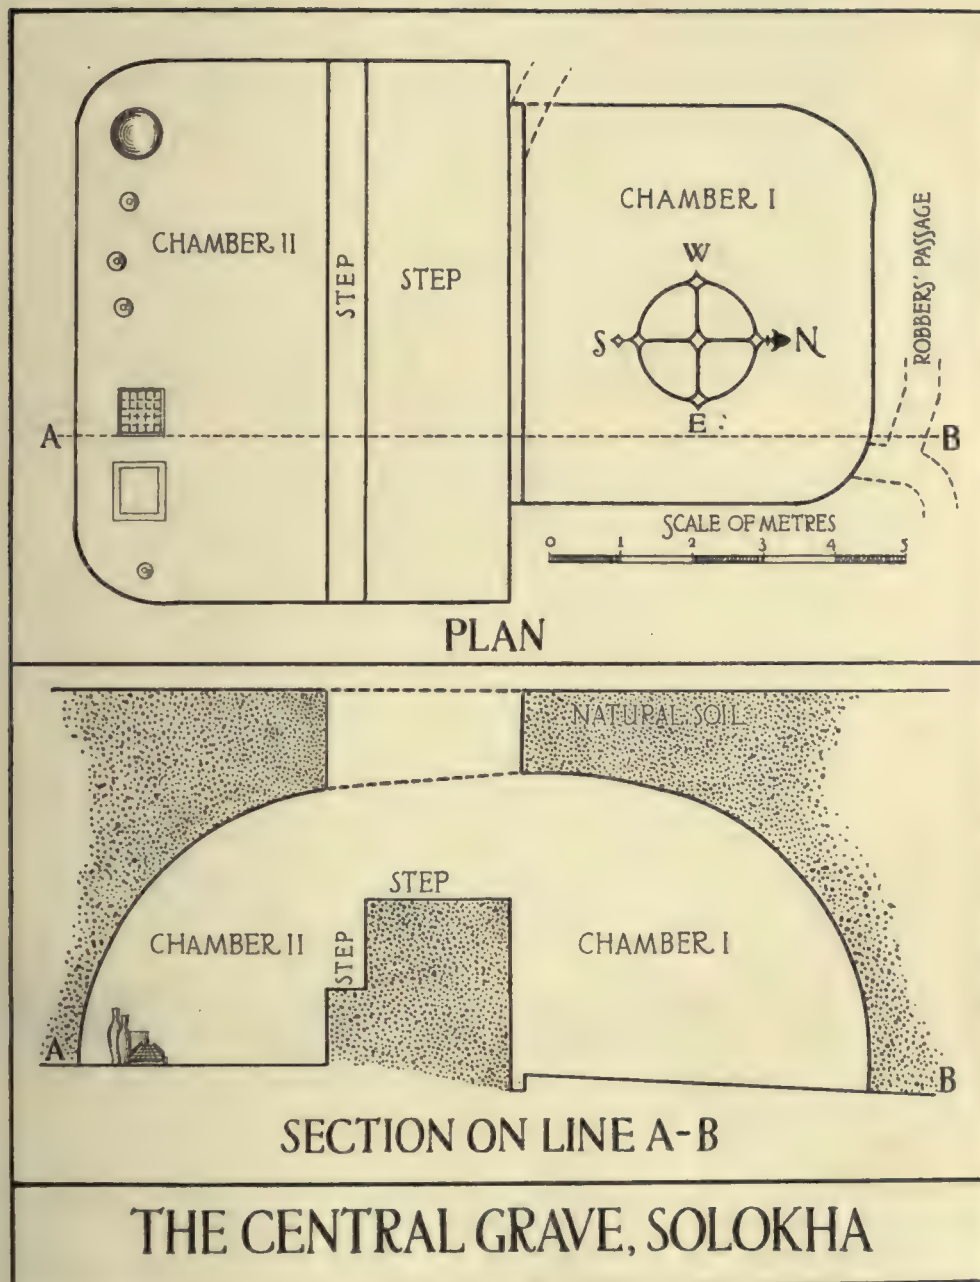 CHAMBER I
CHAMBER II
STEP
STEP
W
S
N
E
ROBBERS' PASSAGE
A
B
SCALE OF METRES
0 1 2 3 4 5
PLAN
NATURAL SOIL
STEP
CHAMBER II
STEP
CHAMBER I
A
B
SECTION ON LINE A-B
THE CENTRAL GRAVE, SOLOKHA